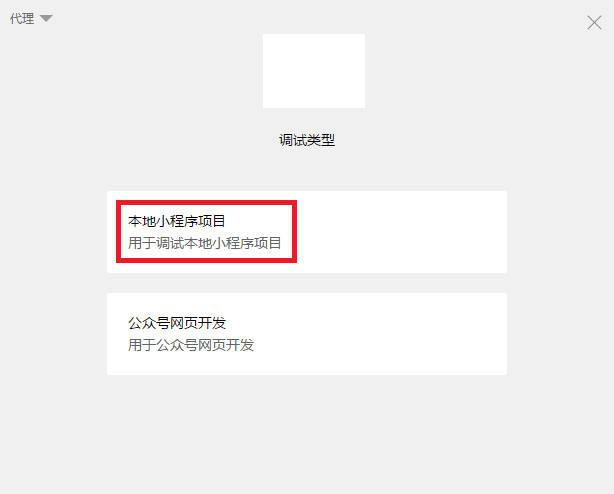 代理
调试类型
本地小程序项目
用于调试本地小程序项目
公众号网页开发
用于公众号网页开发